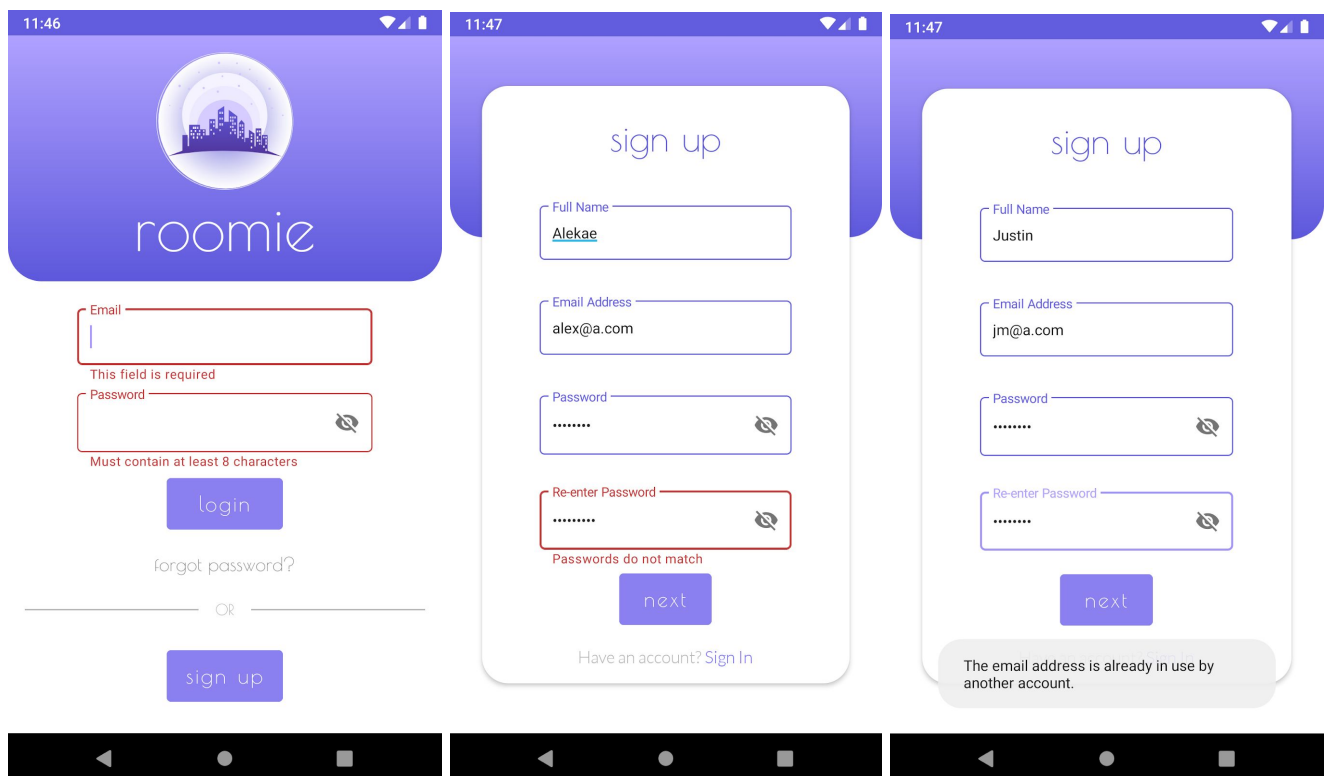 11:46
roomie
Email
This field is required
Password
Must contain at least 8 characters
login
forgot password?
OR
sign up
11:47
sign up
Full Name
Alekae
Email Address
alex@a.com
Password
••••••••
Re-enter Password
•••••••••
Passwords do not match
next
Have an account? Sign In
11:47
sign up
Full Name
Justin
Email Address
jm@a.com
Password
••••••••
Re-enter Password
••••••••
next
The email address is already in use by
another account.